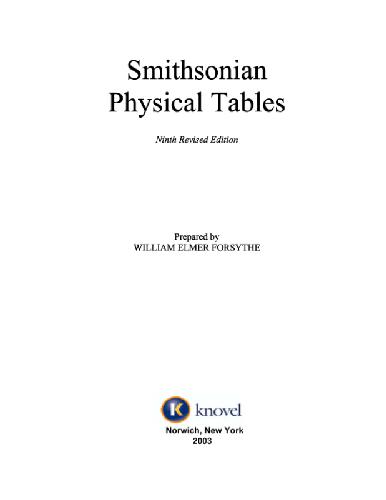 Smithsonian
Physical Tables
Ninth Revised Edition
Prepared by
WILLIAM ELMER FORSYTHE
K knovel
Norwich, New York
2003